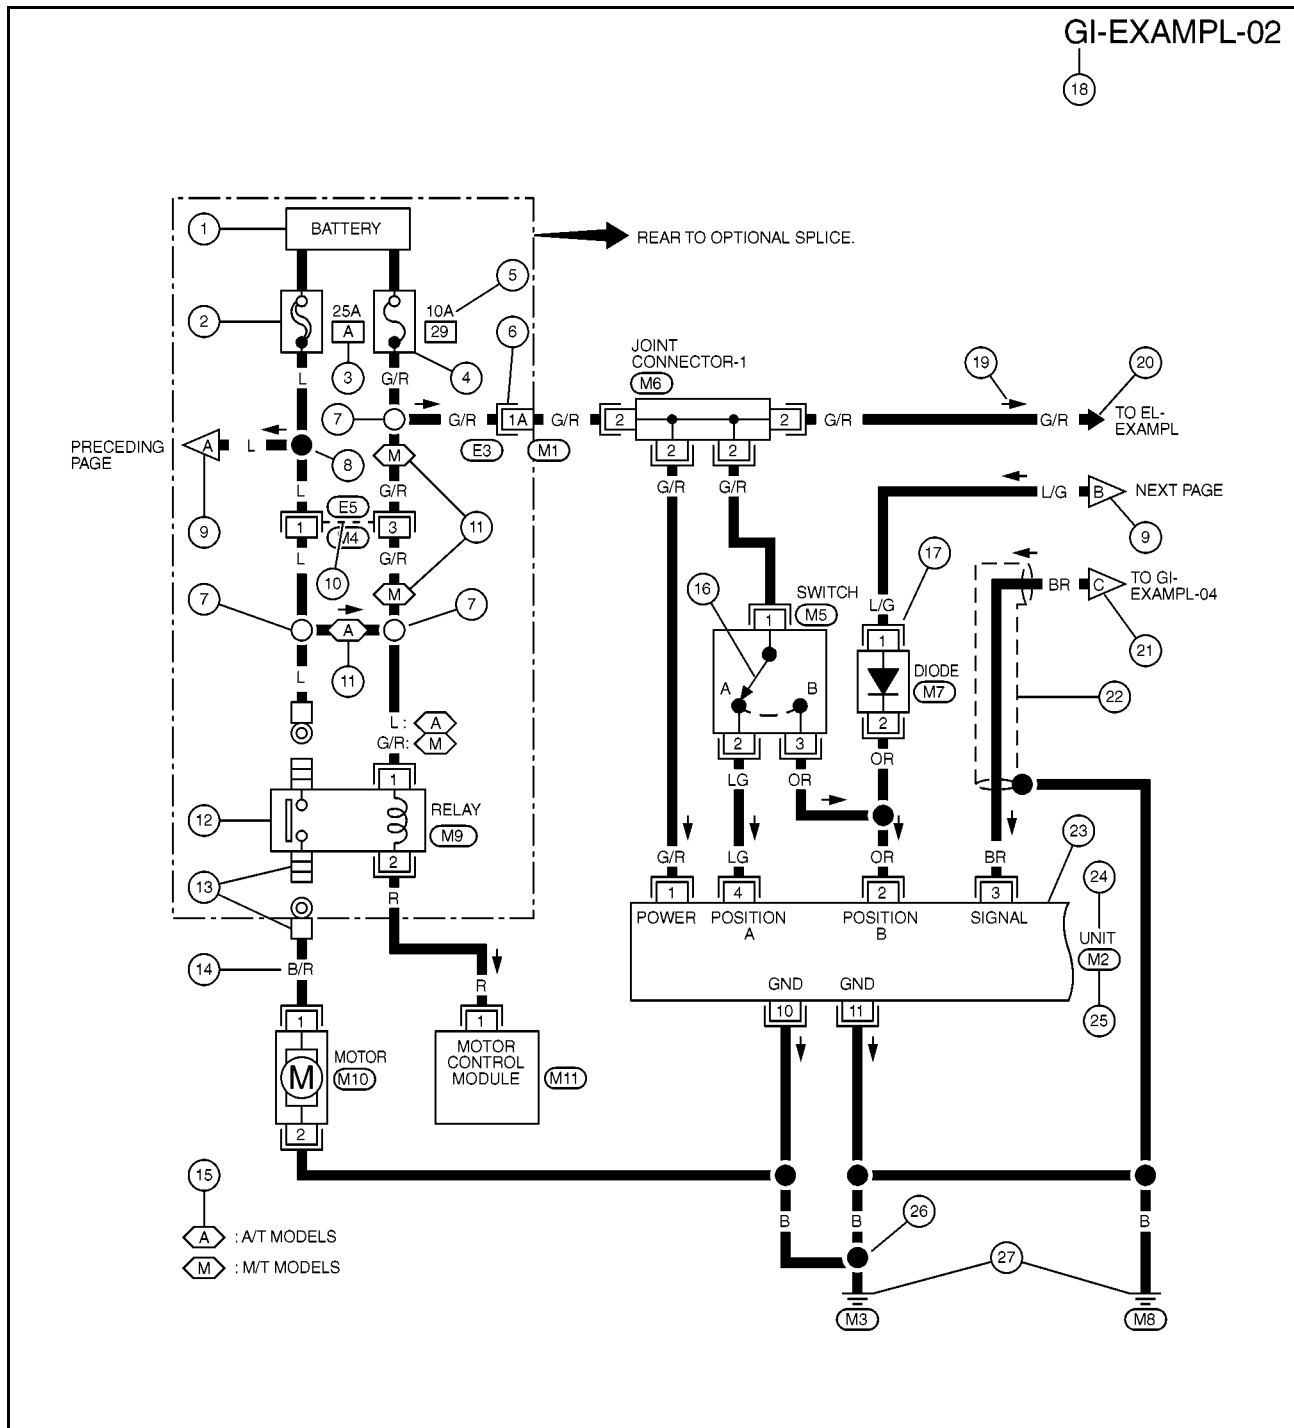 GI-EXAMPL-02
18
1
BATTERY
REAR TO OPTIONAL SPLICE.
5
2
25A
A
10A
29
6
3
4
JOINT
CONNECTOR-1
M6
19
20
L
G/R
7
G/R
1A
G/R
2
2
G/R
G/R
TO EL-
EXAMPL
E3
M1
PRECEDING
PAGE
A
L
8
M
2
2
L
G/R
G/R
G/R
L/G
B
NEXT PAGE
9
E5
1
3
11
M4
9
17
L
G/R
10
16
SWITCH
M5
BR
C
TO GI-
EXAMPL-04
7
M
7
1
L/G
1
A
21
11
L
A
B
DIODE
M7
22
L :
A
G/R:
M
2
3
2
LG
OR
OR
1
12
RELAY
M9
23
2
G/R
LG
OR
BR
13
R
1
4
2
3
24
POWER
POSITION
A
POSITION
B
SIGNAL
UNIT
M2
14
B/R
R
GND
GND
10
11
25
1
1
M
MOTOR
M10
MOTOR
CONTROL
MODULE
M11
2
15
A
: A/T MODELS
M
: M/T MODELS
B
B
26
B
27
M3
M8